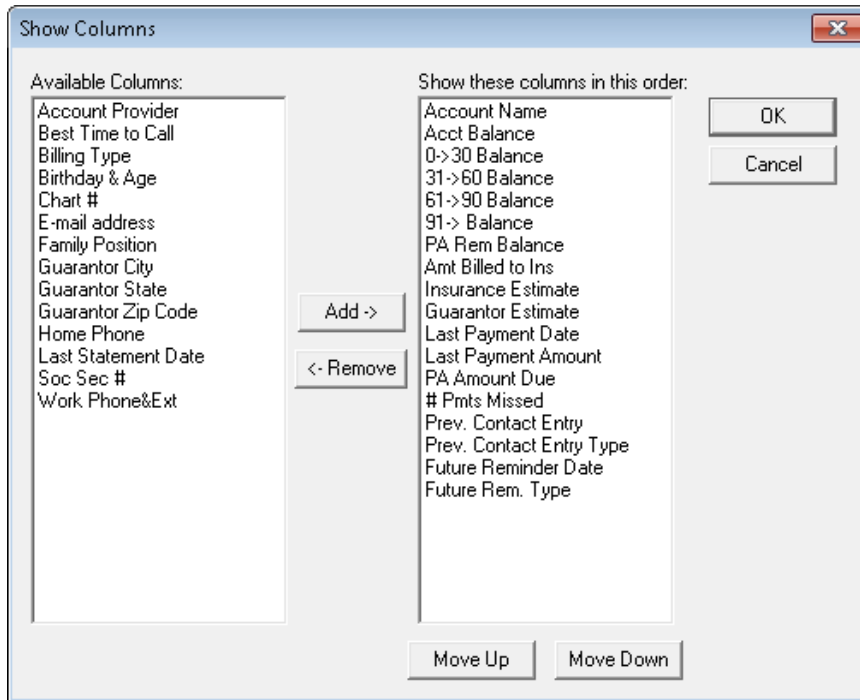 Show Columns
Available Columns:
Account Provider
Best Time to Call
Billing Type
Birthday & Age
Chart #
E-mail address
Family Position
Guarantor City
Guarantor State
Guarantor Zip Code
Home Phone
Last Statement Date
Soc Sec #
Work Phone&Ext
Add ->
<- Remove
Show these columns in this order:
Account Name
Acct Balance
0->30 Balance
31->60 Balance
61->90 Balance
91-> Balance
PA Rem Balance
Amt Billed to Ins
Insurance Estimate
Guarantor Estimate
Last Payment Date
Last Payment Amount
PA Amount Due
# Pmts Missed
Prev. Contact Entry
Prev. Contact Entry Type
Future Reminder Date
Future Rem. Type
OK
Cancel
Move Up
Move Down